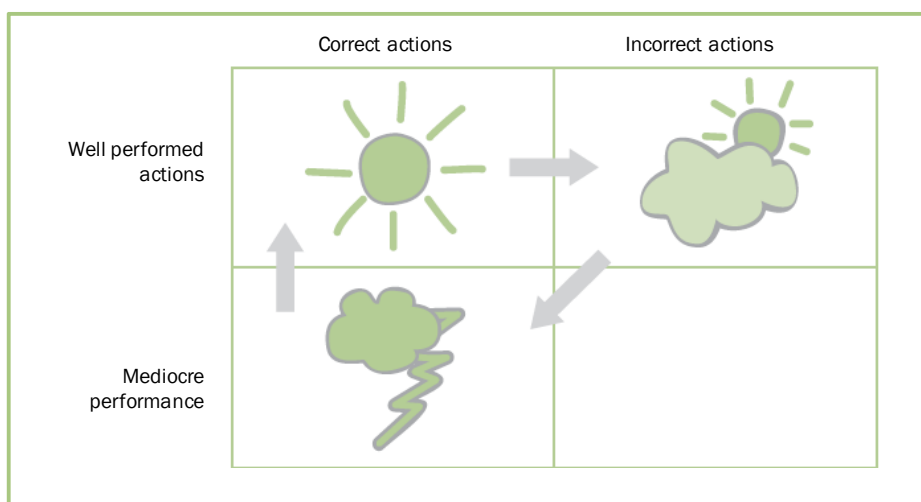 Correct actions
Incorrect actions
Well performed
actions
Mediocre
performance